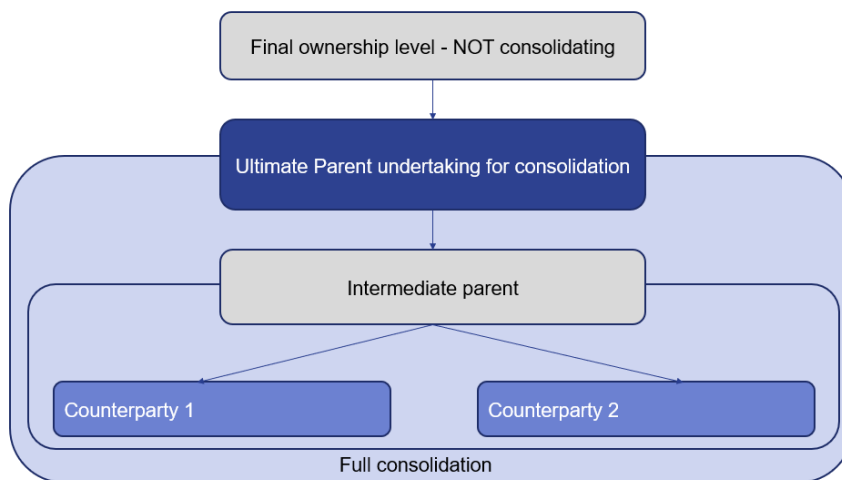 Final ownership level - NOT consolidating
Ultimate Parent undertaking for consolidation
Intermediate parent
Counterparty 1
Counterparty 2
Full consolidation